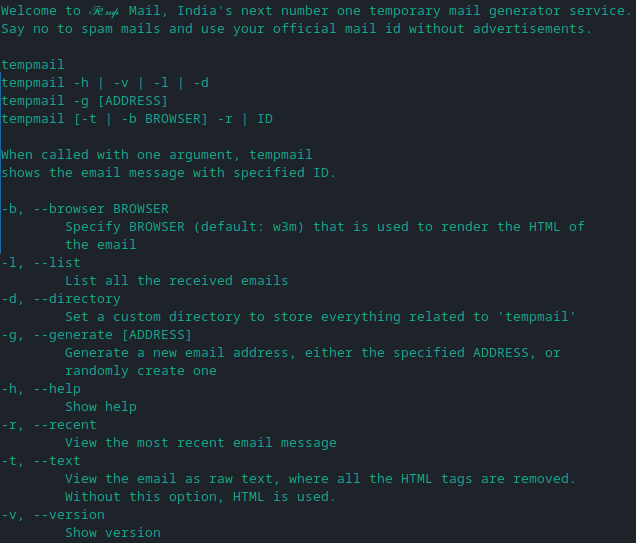 Welcome to 𝒯ℯ𝓂𝓅 Mail, India's next number one temporary mail generator service.
Say no to spam mails and use your official mail id without advertisements.
tempmail
tempmail -h | -v | -l | -d
tempmail -g [ADDRESS]
tempmail [-t | -b BROWSER] -r | ID
When called with one argument, tempmail
shows the email message with specified ID.
-b, --browser BROWSER
Specify BROWSER (default: w3m) that is used to render the HTML of
the email
-l, --list
List all the received emails
-d, --directory
Set a custom directory to store everything related to 'tempmail'
-g, --generate [ADDRESS]
Generate a new email address, either the specified ADDRESS, or
randomly create one
-h, --help
Show help
-r, --recent
View the most recent email message
-t, --text
View the email as raw text, where all the HTML tags are removed.
Without this option, HTML is used.
-v, --version
Show version